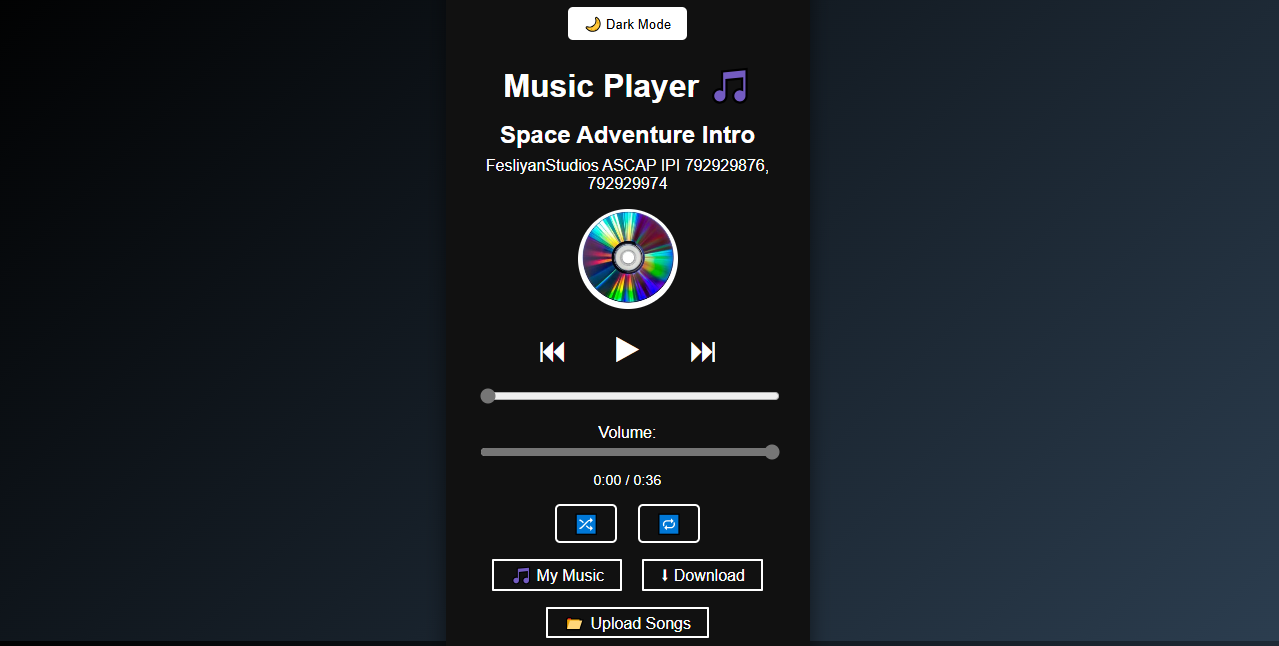 🌙 Dark Mode
Music Player 🎵
Space Adventure Intro
FesliyanStudios ASCAP IPI 792929876,
792929974
Volume:
0:00 / 0:36
🎵 My Music
⬇ Download
📂 Upload Songs